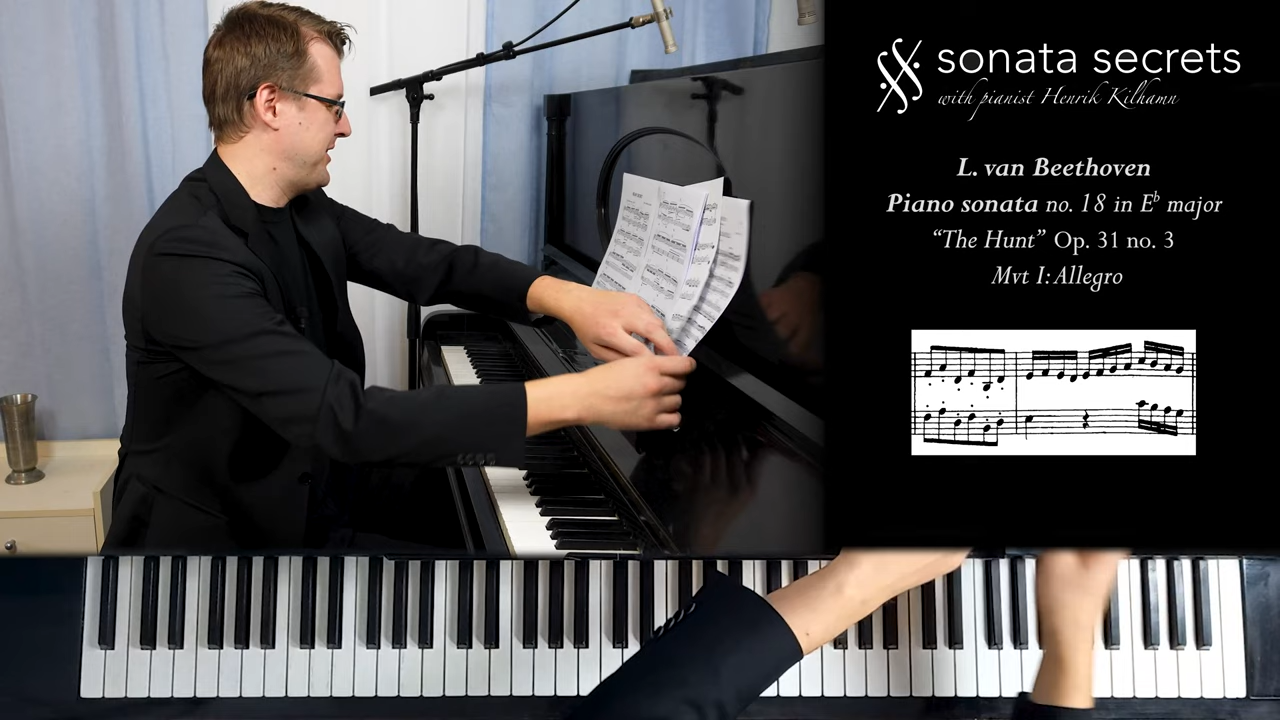 sonata secrets
with pianist Henrik Kilhamn
L. van Beethoven
Piano sonata no. 18 in E♭ major
“The Hunt” Op. 31 no. 3
Mvt I: Allegro